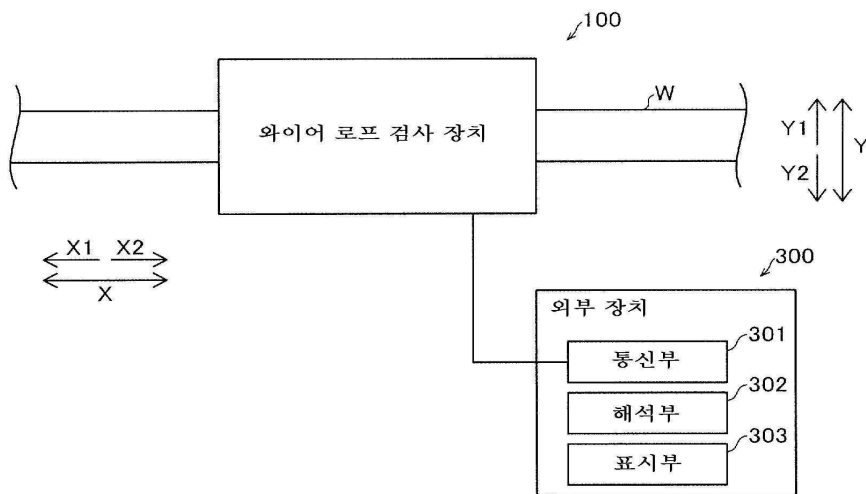 100
W
와이어 로프 검사 장치
Y1
Y
Y2
X1 X2
X
300
외부 장치
301
통신부
302
해석부
303
표시부